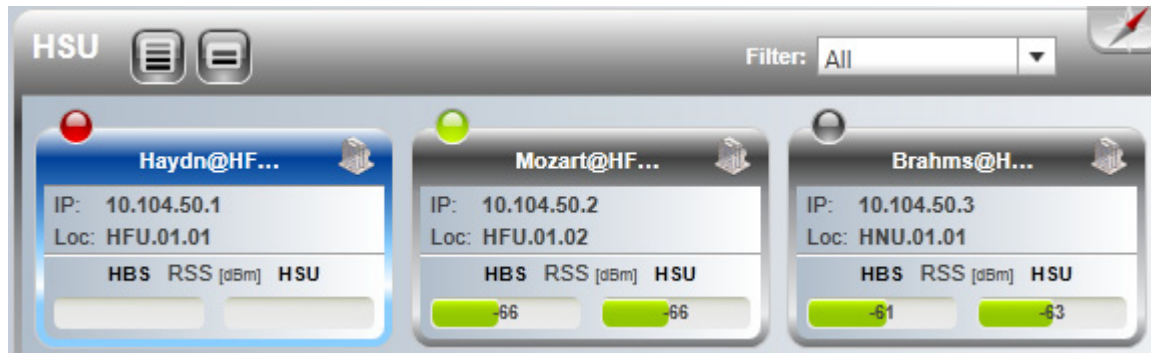 HSU
Filter: All
Haydn@HF...
IP: 10.104.50.1
Loc: HFU.01.01
HBS RSS [dBm] HSU
Mozart@HF...
IP: 10.104.50.2
Loc: HFU.01.02
HBS RSS [dBm] HSU
-66 -66
Brahms@H...
IP: 10.104.50.3
Loc: HNU.01.01
HBS RSS [dBm] HSU
-61 -63